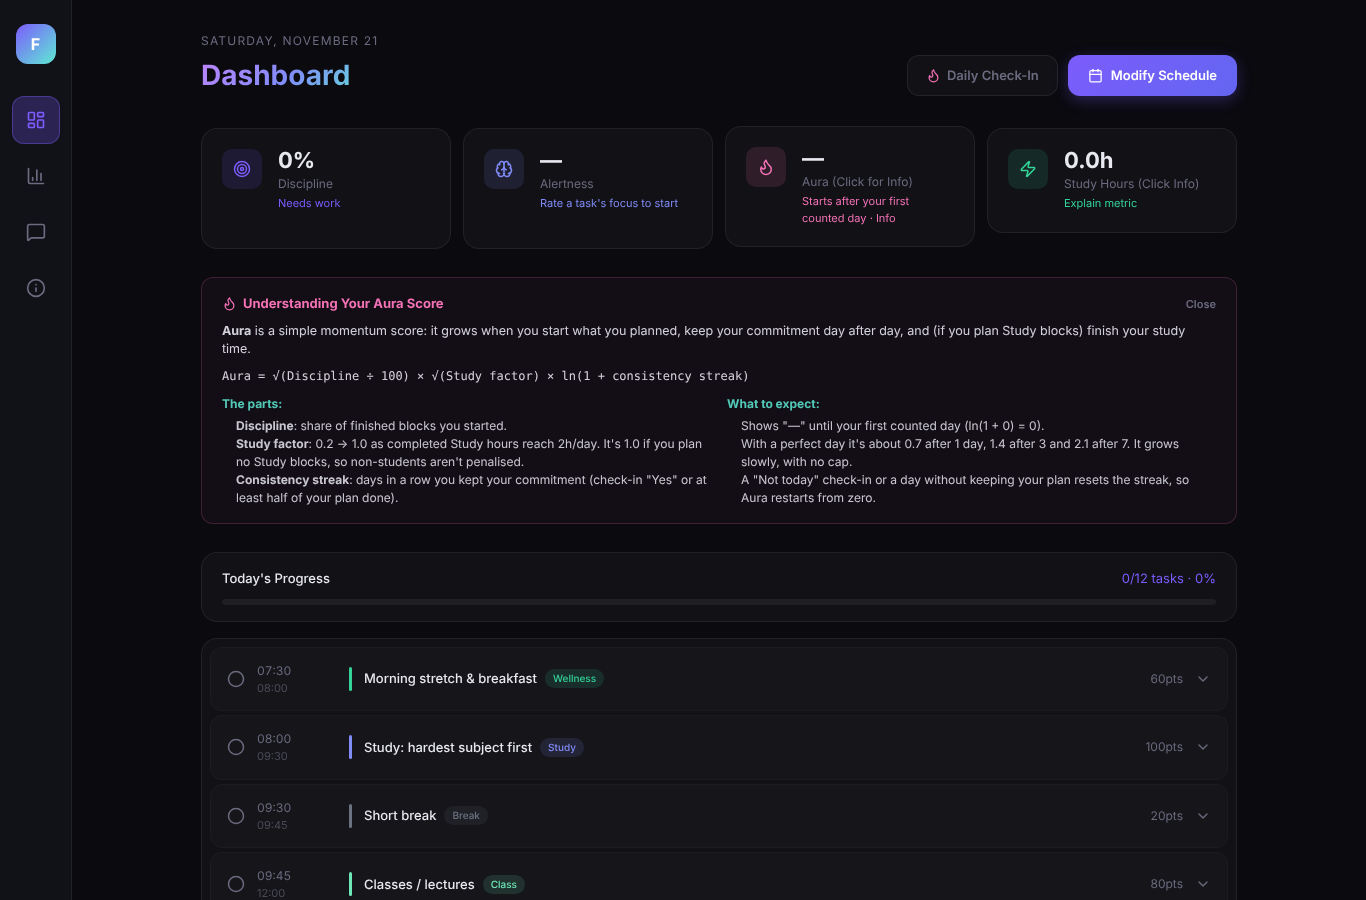 F
SATURDAY, NOVEMBER 21
Dashboard
Daily Check-In
Modify Schedule
0%
Discipline
Needs work
—
Alertness
Rate a task's focus to start
—
Aura (Click for Info)
Starts after your first
counted day · Info
0.0h
Study Hours (Click Info)
Explain metric
Understanding Your Aura Score
Close
Aura is a simple momentum score: it grows when you start what you planned, keep your commitment day after day, and (if you plan Study blocks) finish your study
time.
Aura = √(Discipline ÷ 100) × √(Study factor) × ln(1 + consistency streak)
The parts:
Discipline: share of finished blocks you started.
Study factor: 0.2 → 1.0 as completed Study hours reach 2h/day. It's 1.0 if you plan
no Study blocks, so non-students aren't penalised.
Consistency streak: days in a row you kept your commitment (check-in "Yes" or at
least half of your plan done).
What to expect:
Shows "—" until your first counted day (ln(1 + 0) = 0).
With a perfect day it's about 0.7 after 1 day, 1.4 after 3 and 2.1 after 7. It grows
slowly, with no cap.
A "Not today" check-in or a day without keeping your plan resets the streak, so
Aura restarts from zero.
Today's Progress
0/12 tasks · 0%
07:30
08:00
Morning stretch & breakfast
Wellness
60pts
08:00
09:30
Study: hardest subject first
Study
100pts
09:30
09:45
Short break
Break
20pts
09:45
12:00
Classes / lectures
Class
80pts